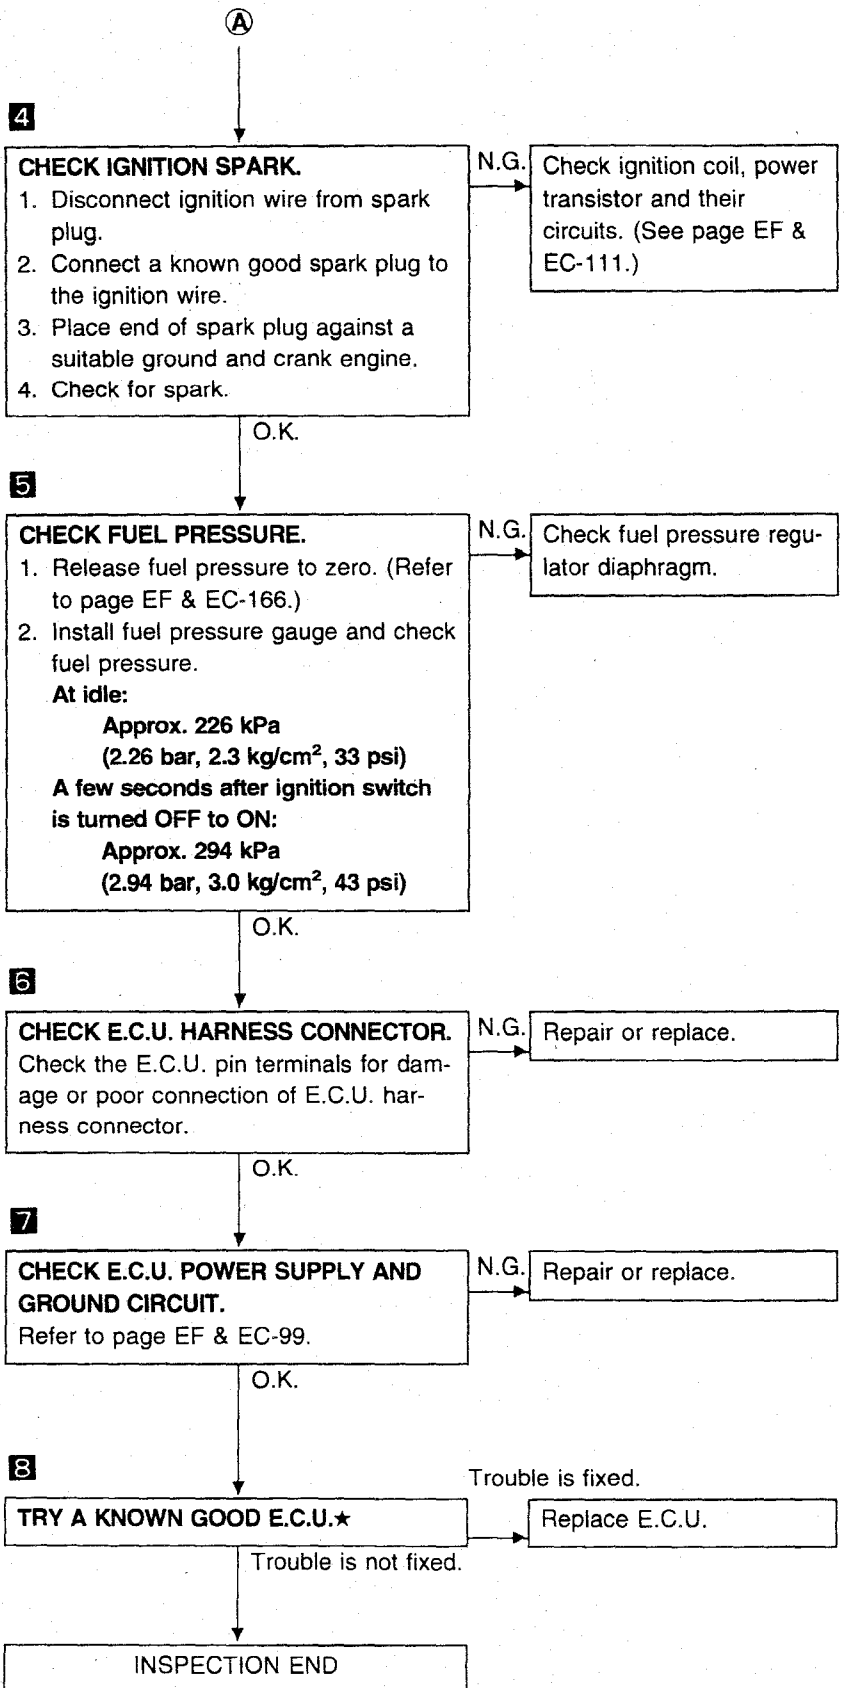 A
4
CHECK IGNITION SPARK.
1. Disconnect ignition wire from spark
plug.
2. Connect a known good spark plug to
the ignition wire.
3. Place end of spark plug against a
suitable ground and crank engine.
4. Check for spark.
N.G.
Check ignition coil, power
transistor and their
circuits. (See page EF &
EC-111.)
O.K.
5
CHECK FUEL PRESSURE.
1. Release fuel pressure to zero. (Refer
to page EF & EC-166.)
2. Install fuel pressure gauge and check
fuel pressure.
At idle:
Approx. 226 kPa
(2.26 bar, 2.3 kg/cm², 33 psi)
A few seconds after ignition switch
is turned OFF to ON:
Approx. 294 kPa
(2.94 bar, 3.0 kg/cm², 43 psi)
N.G.
Check fuel pressure regu-
lator diaphragm.
O.K.
6
CHECK E.C.U. HARNESS CONNECTOR.
Check the E.C.U. pin terminals for dam-
age or poor connection of E.C.U. har-
ness connector.
N.G.
Repair or replace.
O.K.
7
CHECK E.C.U. POWER SUPPLY AND
GROUND CIRCUIT.
Refer to page EF & EC-99.
N.G.
Repair or replace.
O.K.
8
TRY A KNOWN GOOD E.C.U.★
Trouble is fixed.
Replace E.C.U.
Trouble is not fixed.
INSPECTION END